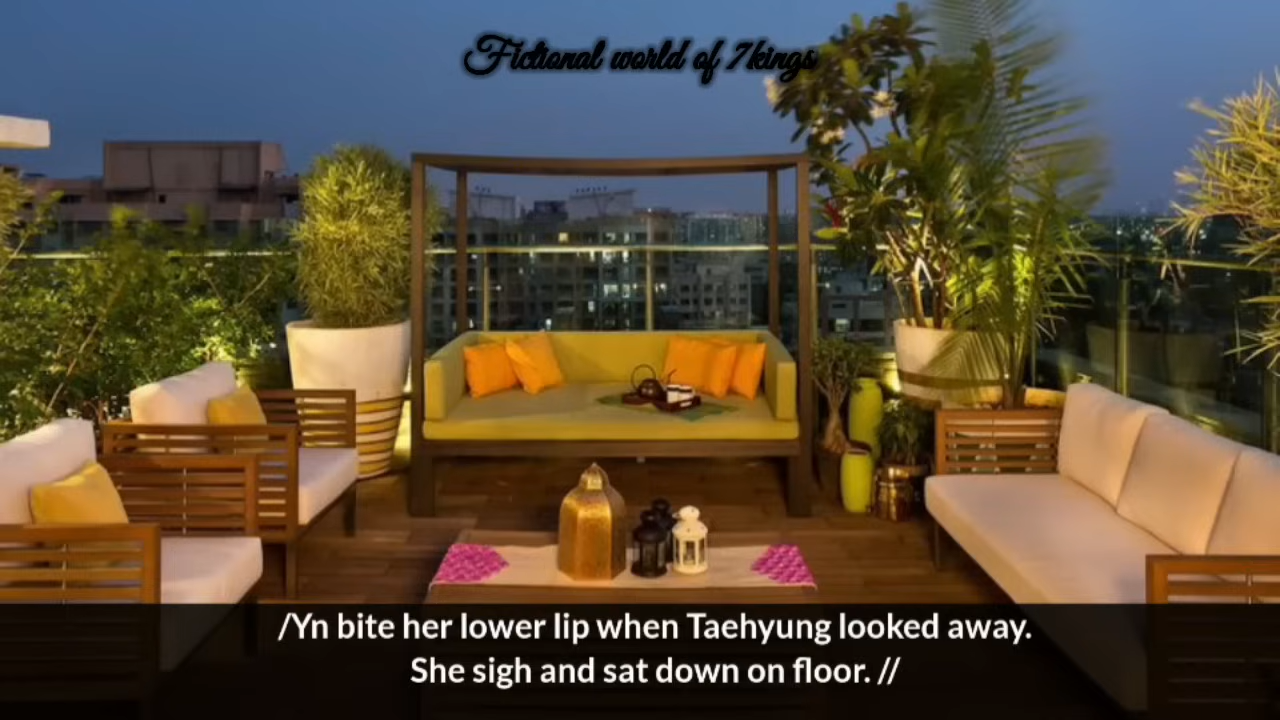 Fictional world of 7kings
/Yn bite her lower lip when Taehyung looked away.
She sigh and sat down on floor. //